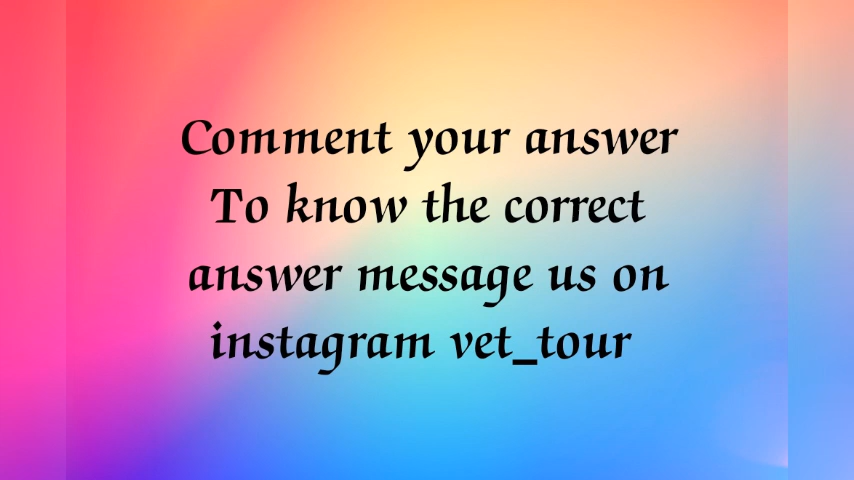 Comment your answer
To know the correct
answer message us on
instagram vet_tour